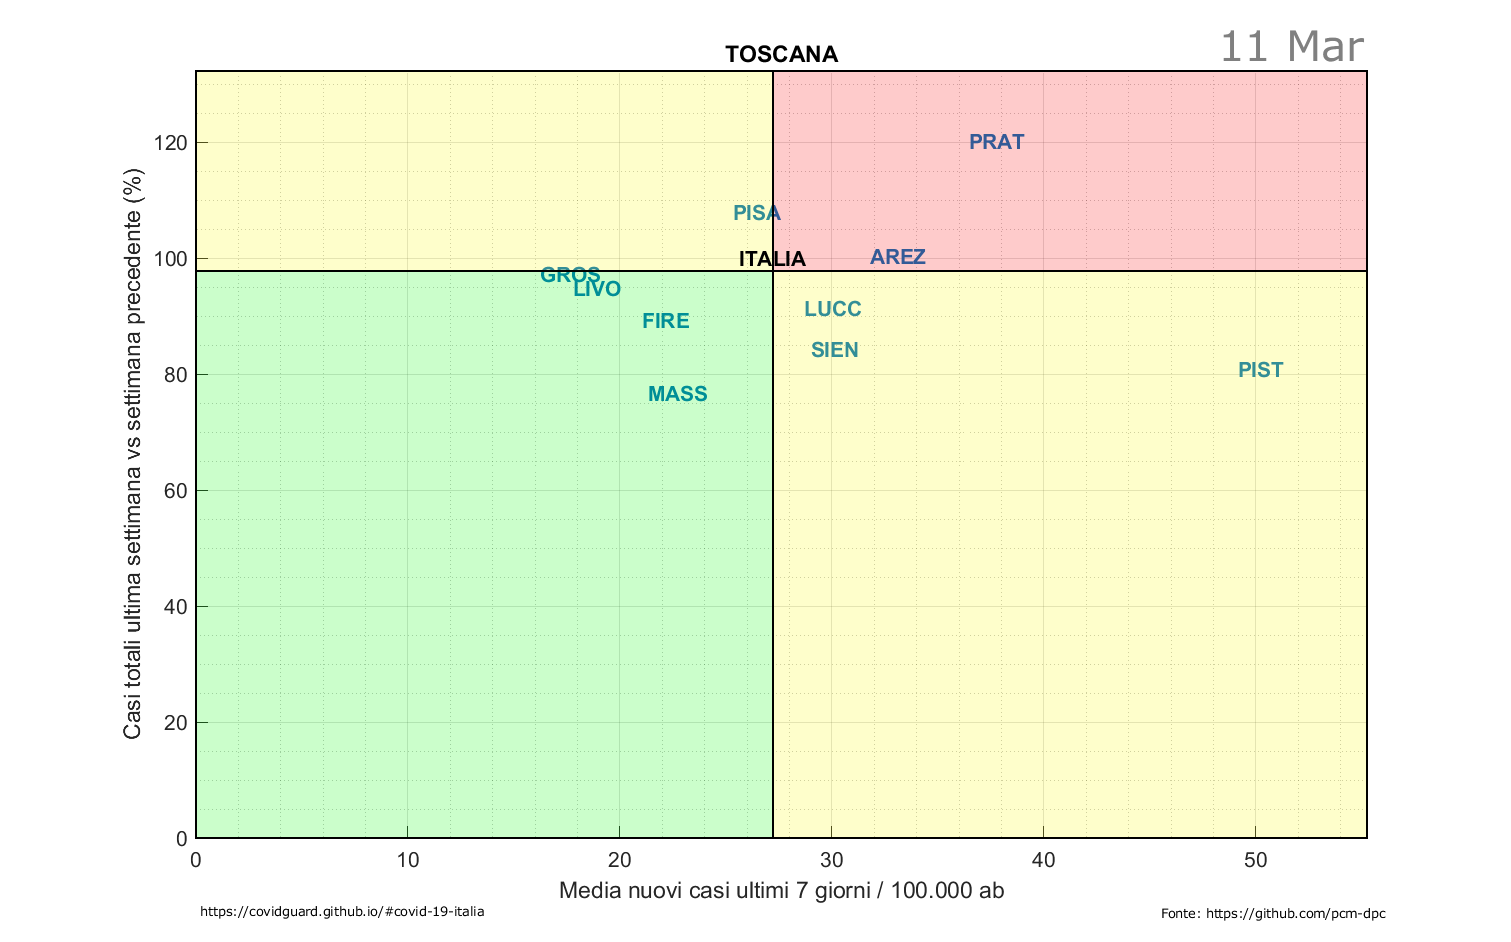 11 Mar
TOSCANA
Casi totali ultima settimana vs settimana precedente (%)
120
100
80
60
40
20
0
PRAT
PISA
AREZ
ITALIA
GROS
LIVO
LUCC
FIRE
SIEN
PIST
MASS
0 10 20 30 40 50
Media nuovi casi ultimi 7 giorni / 100.000 ab
https://covidguard.github.io/#covid-19-italia
Fonte: https://github.com/pcm-dpc